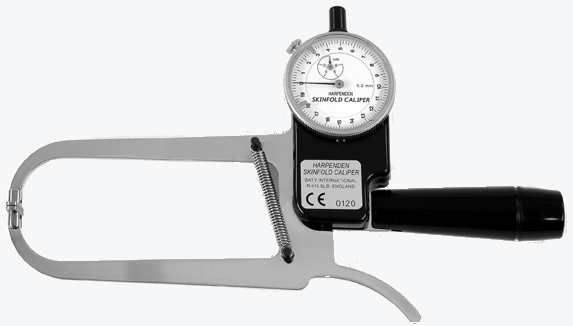 0.2 mm
HARPENDEN
SKINFOLD CALIPER
HARPENDEN
SKINFOLD CALIPER
BATY INTERNATIONAL
ENGLAND
CE 0120